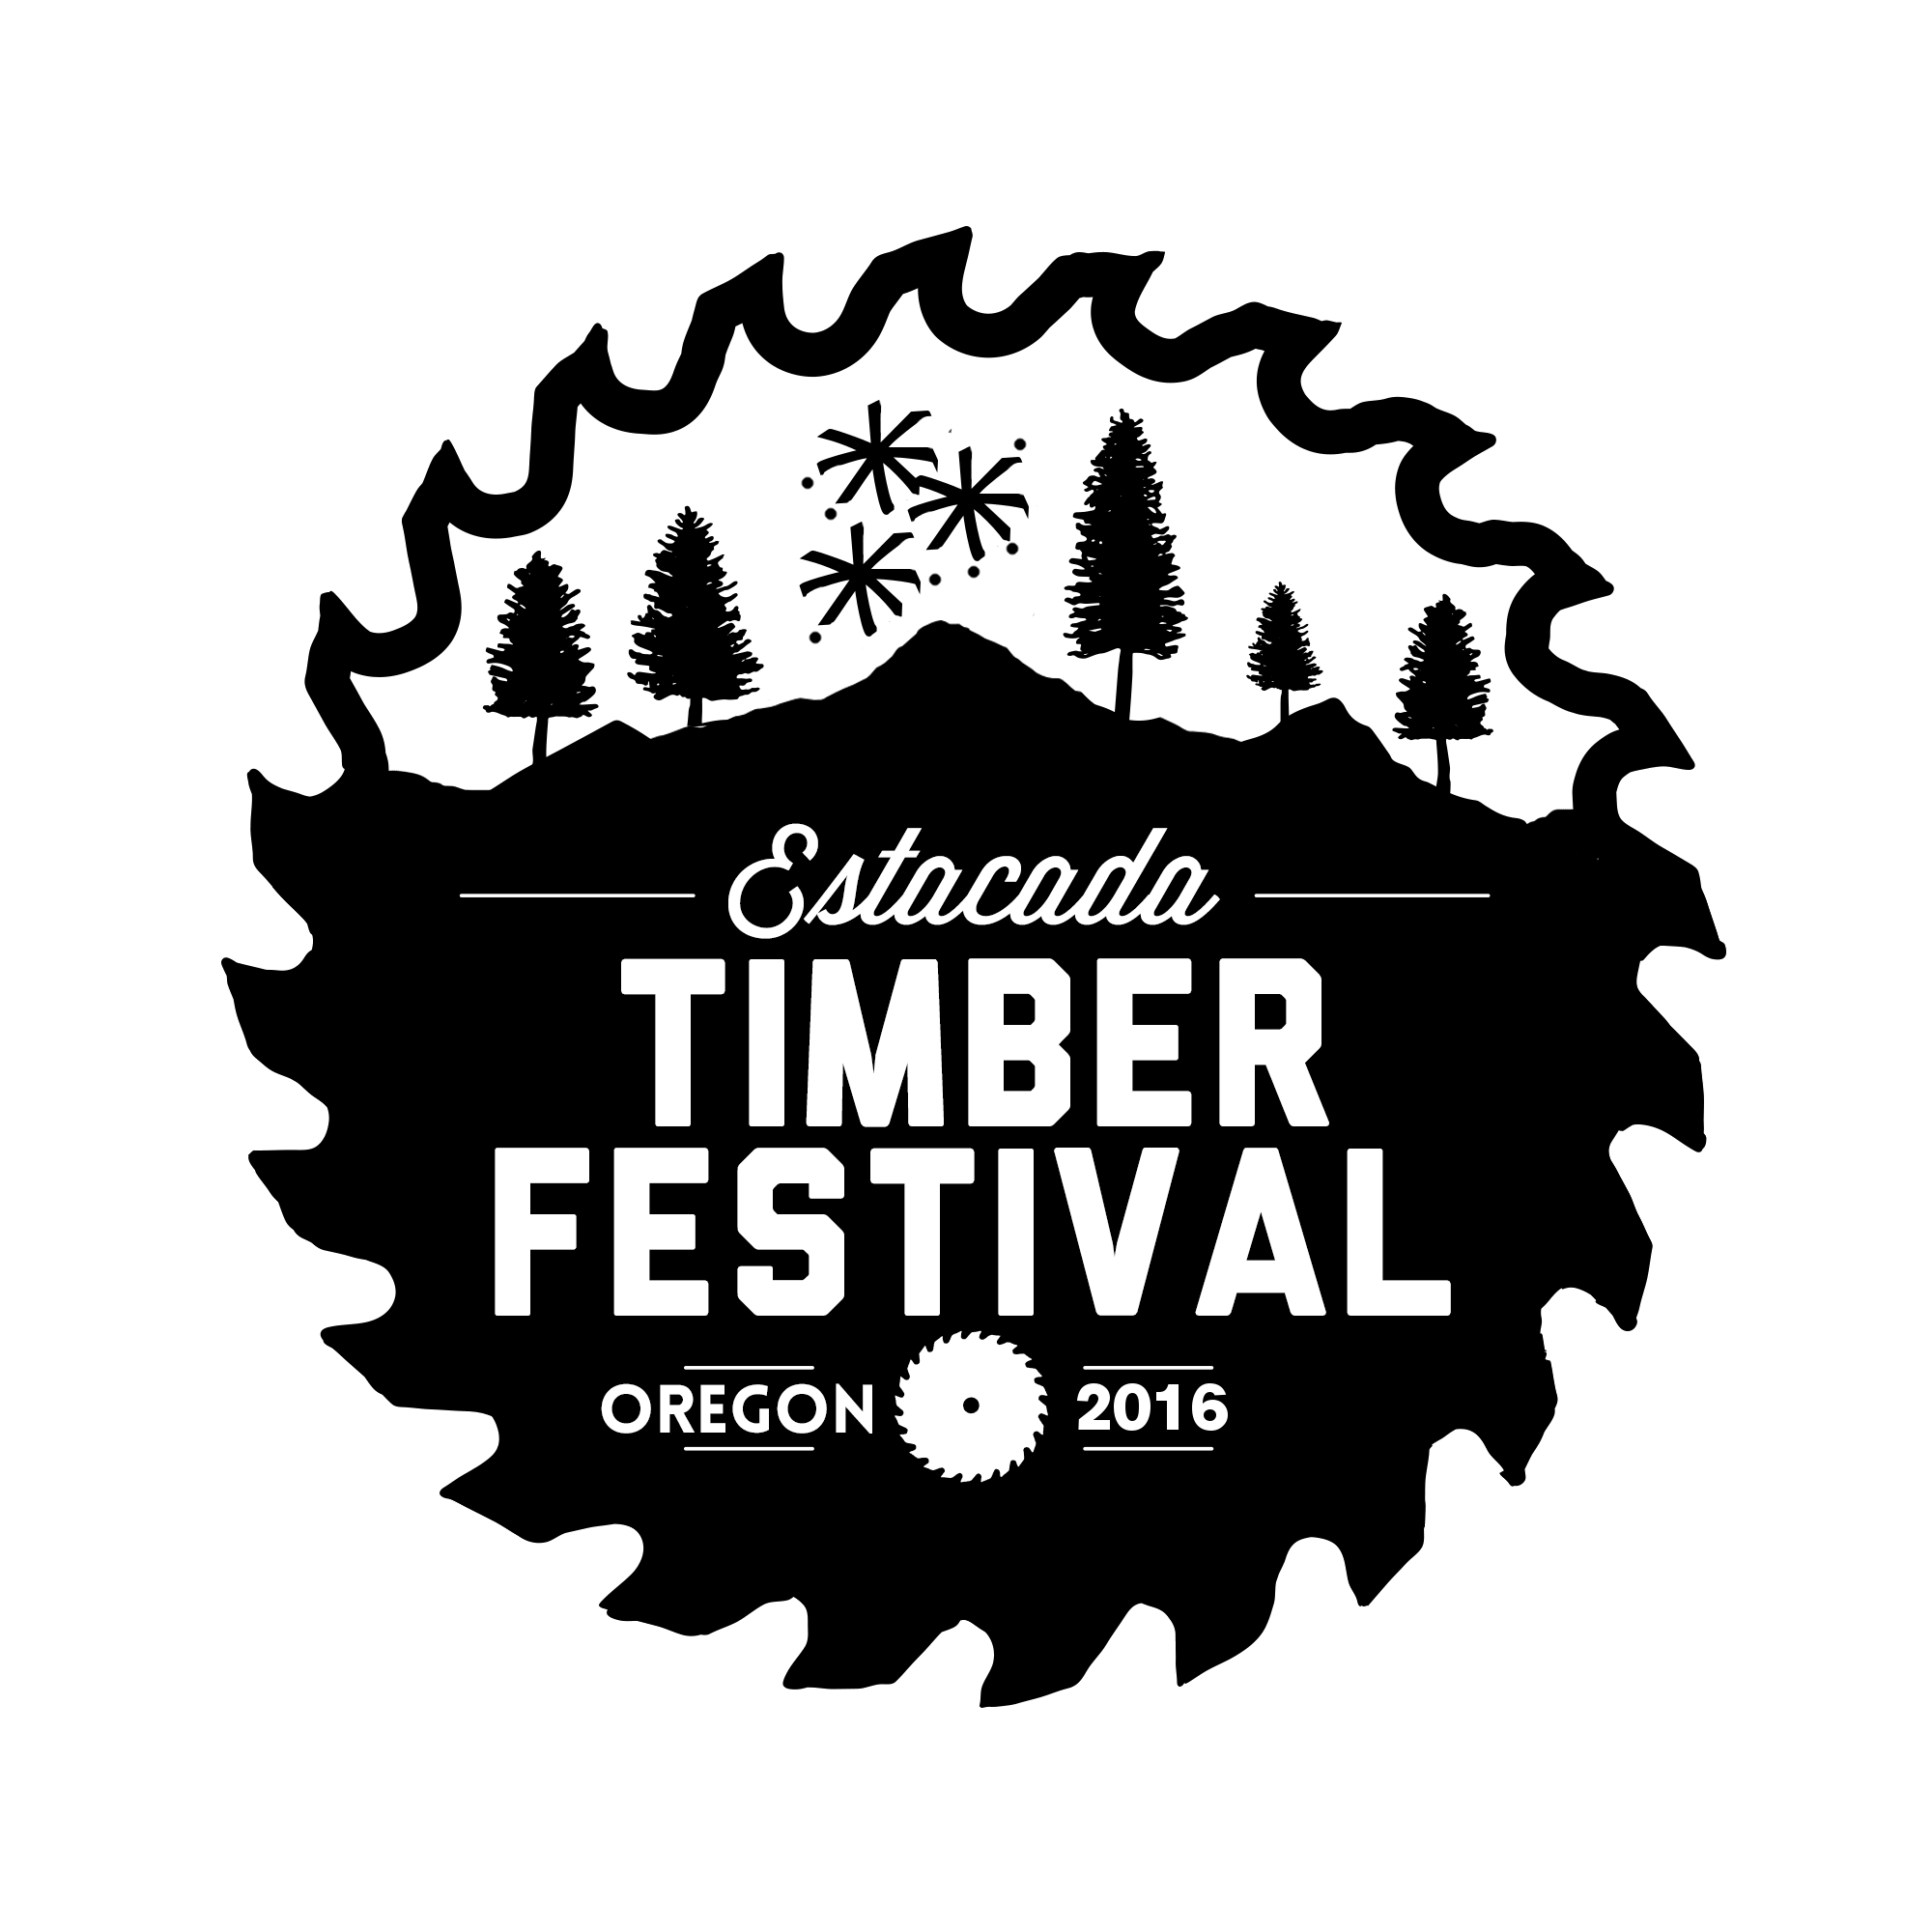 Estacada
TIMBER
FESTIVAL
OREGON 2016